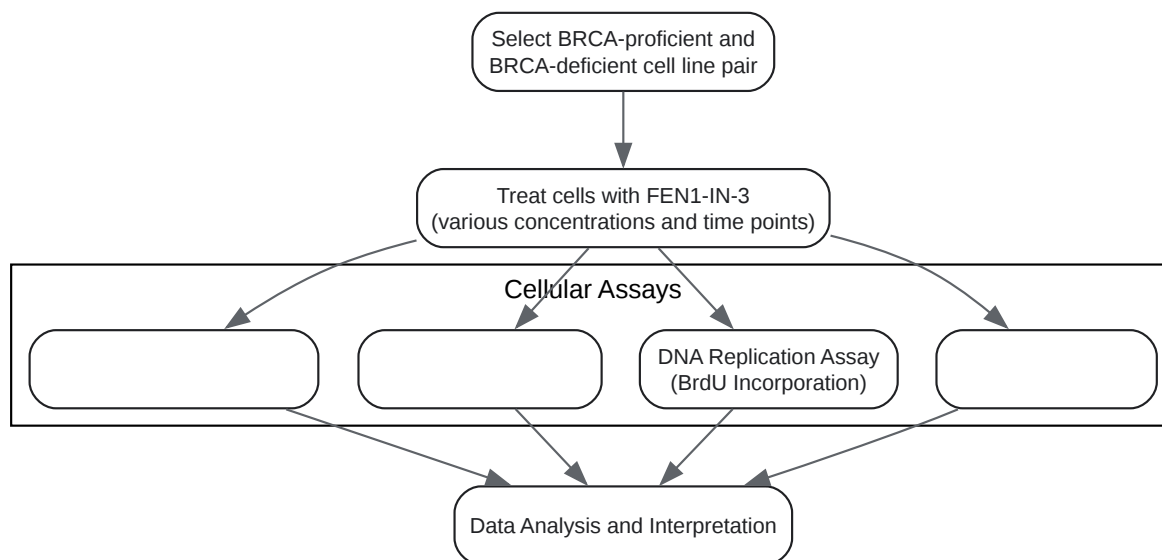 Select BRCA-proficient and
BRCA-deficient cell line pair
Treat cells with FEN1-IN-3
(various concentrations and time points)
Cellular Assays
DNA Replication Assay
(BrdU Incorporation)
Data Analysis and Interpretation